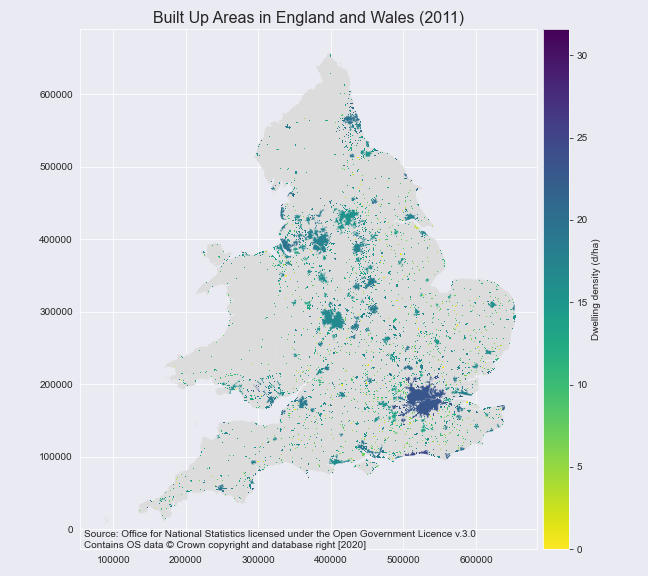 Built Up Areas in England and Wales (2011)
600000
500000
400000
300000
200000
100000
0
100000 200000 300000 400000 500000 600000
Source: Office for National Statistics licensed under the Open Government Licence v.3.0
Contains OS data © Crown copyright and database right [2020]
30
25
20
15
10
5
0
Dwelling density (d/ha)